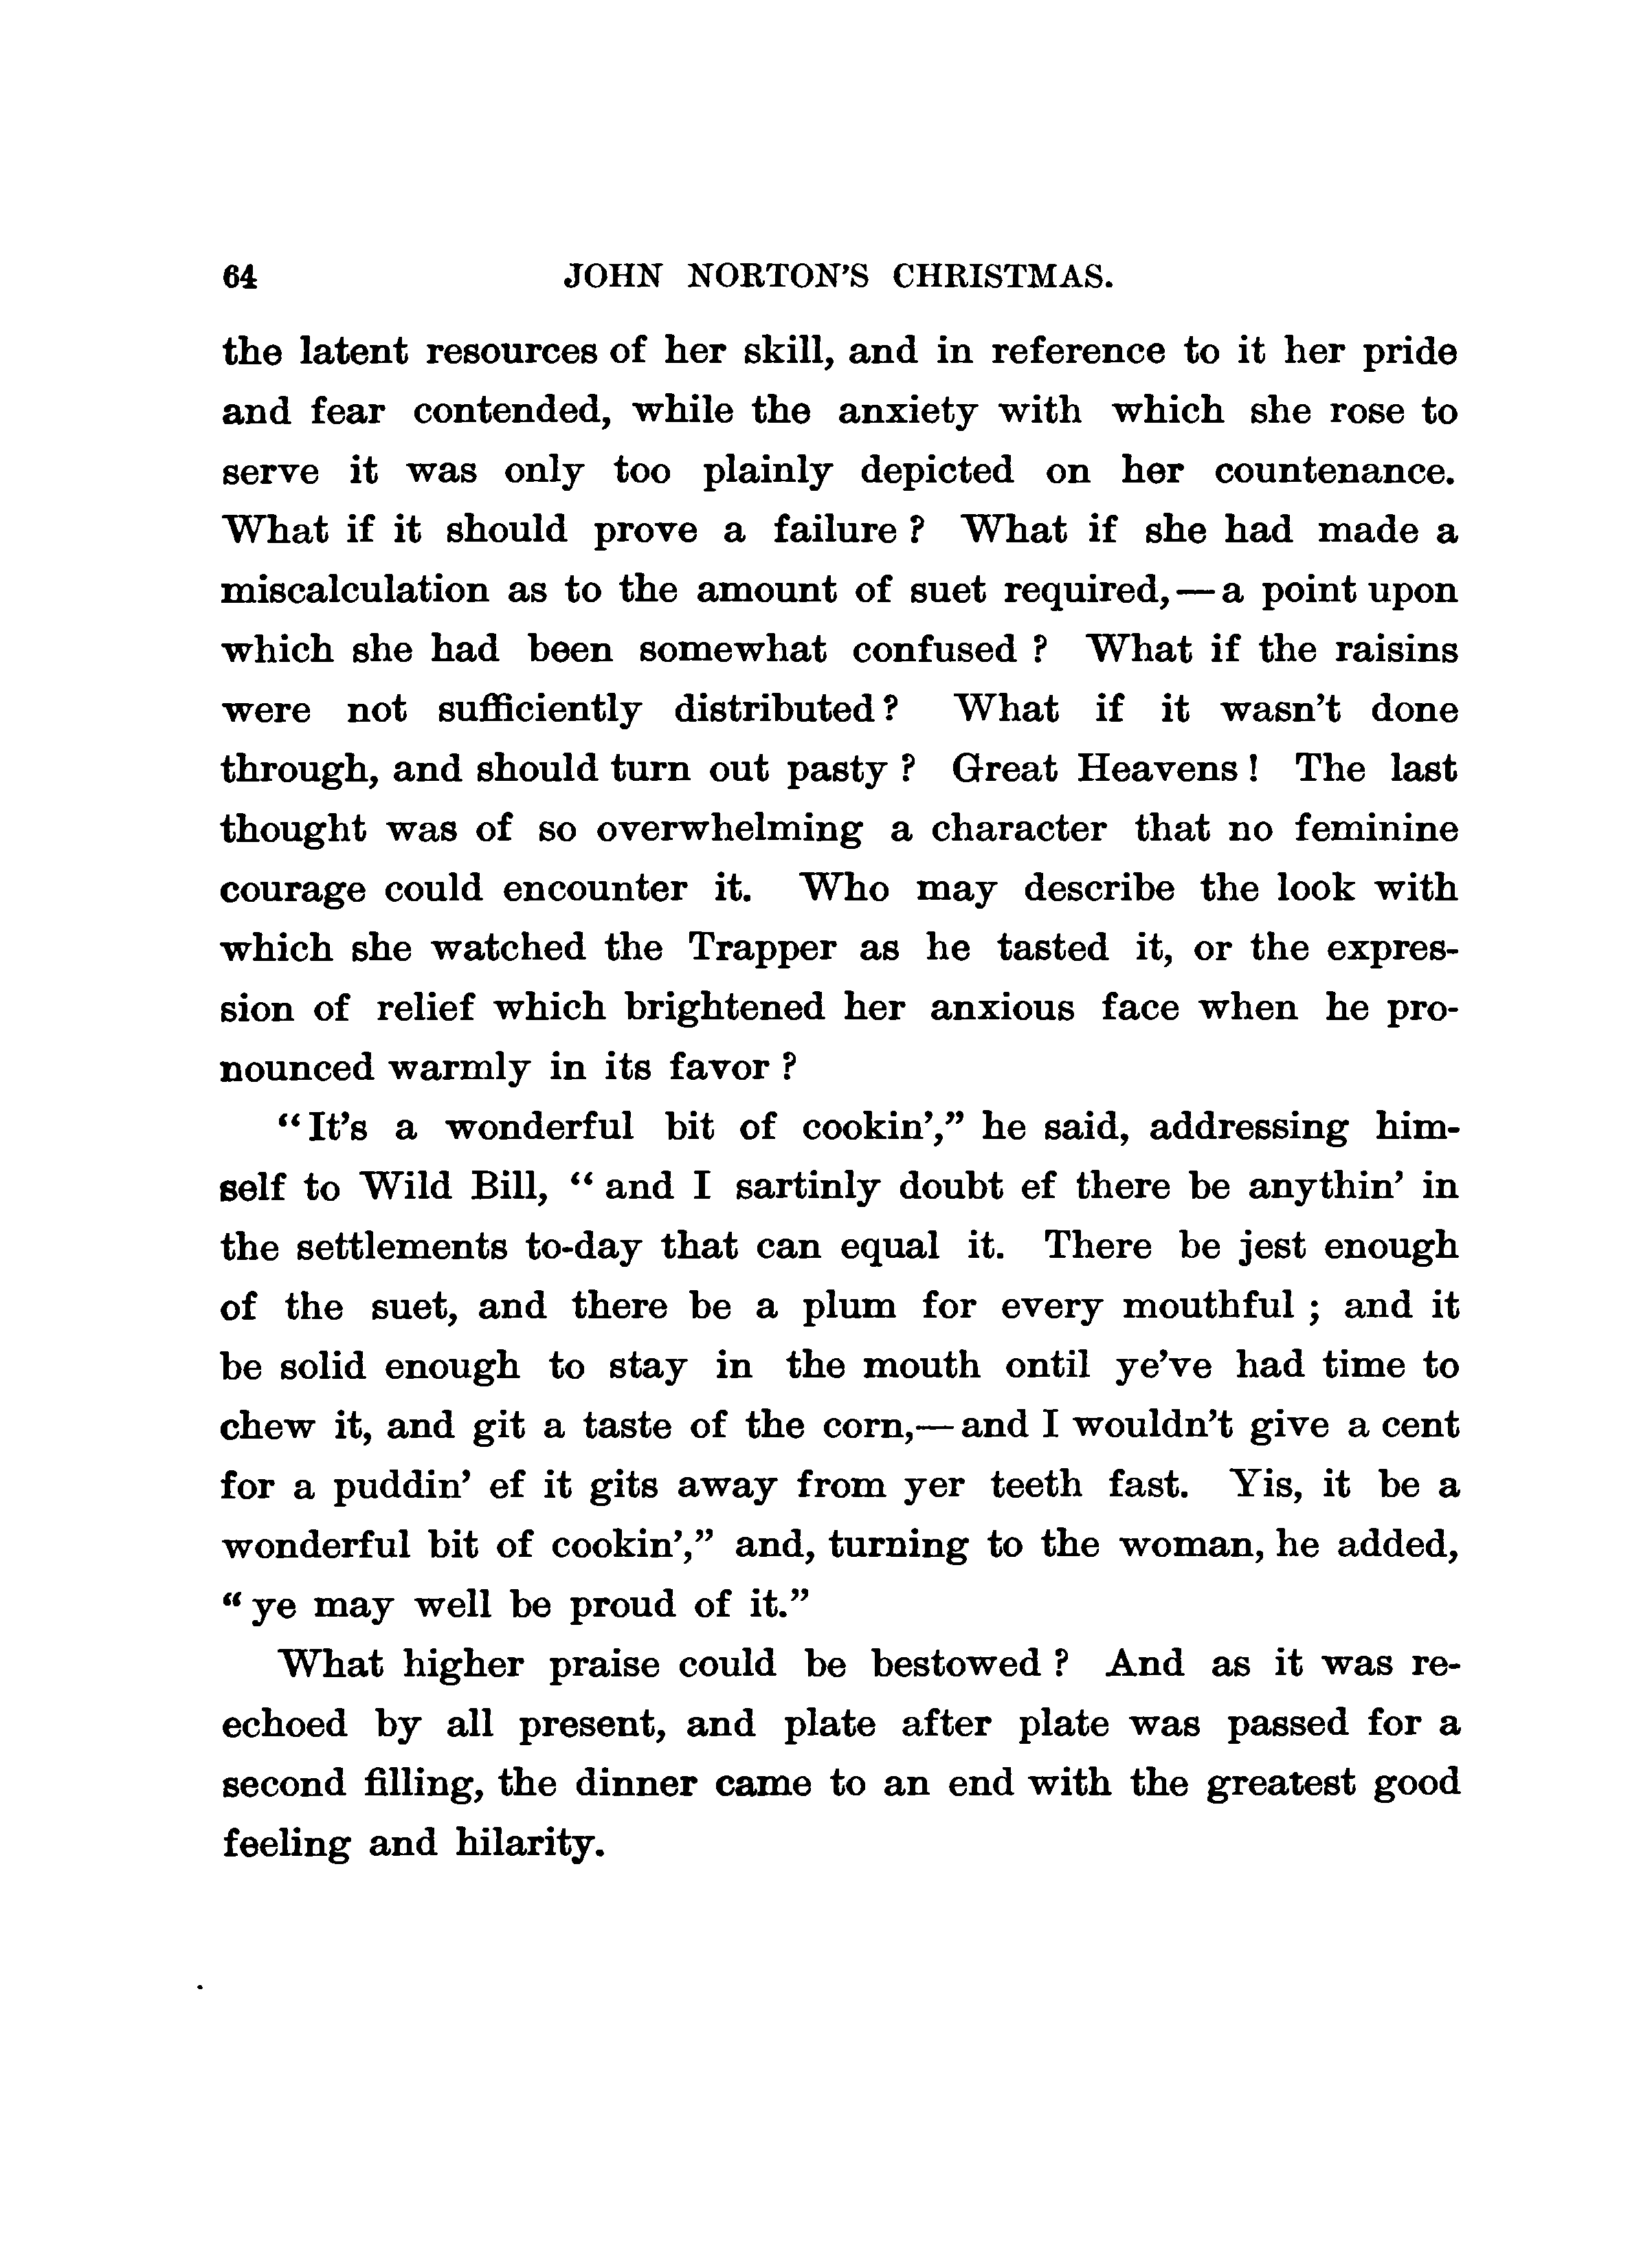 64 JOHN NORTON'S CHRISTMAS.
the latent resources of her skill, and in reference to it her pride
and fear contended, while the anxiety with which she rose to
serve it was only too plainly depicted on her countenance.
What if it should prove a failure? What if she had made a
miscalculation as to the amount of suet required,—a point upon
which she had been somewhat confused? What if the raisins
were not sufficiently distributed? What if it wasn't done
through, and should turn out pasty? Great Heavens! The last
thought was of so overwhelming a character that no feminine
courage could encounter it. Who may describe the look with
which she watched the Trapper as he tasted it, or the expres-
sion of relief which brightened her anxious face when he pro-
nounced warmly in its favor?
"It's a wonderful bit of cookin'," he said, addressing him-
self to Wild Bill, "and I sartinly doubt ef there be anythin' in
the settlements to-day that can equal it. There be jest enough
of the suet, and there be a plum for every mouthful; and it
be solid enough to stay in the mouth ontil ye've had time to
chew it, and git a taste of the corn,—and I wouldn't give a cent
for a puddin' ef it gits away from yer teeth fast. Yis, it be a
wonderful bit of cookin'," and, turning to the woman, he added,
"ye may well be proud of it."
What higher praise could be bestowed? And as it was re-
echoed by all present, and plate after plate was passed for a
second filling, the dinner came to an end with the greatest good
feeling and hilarity.